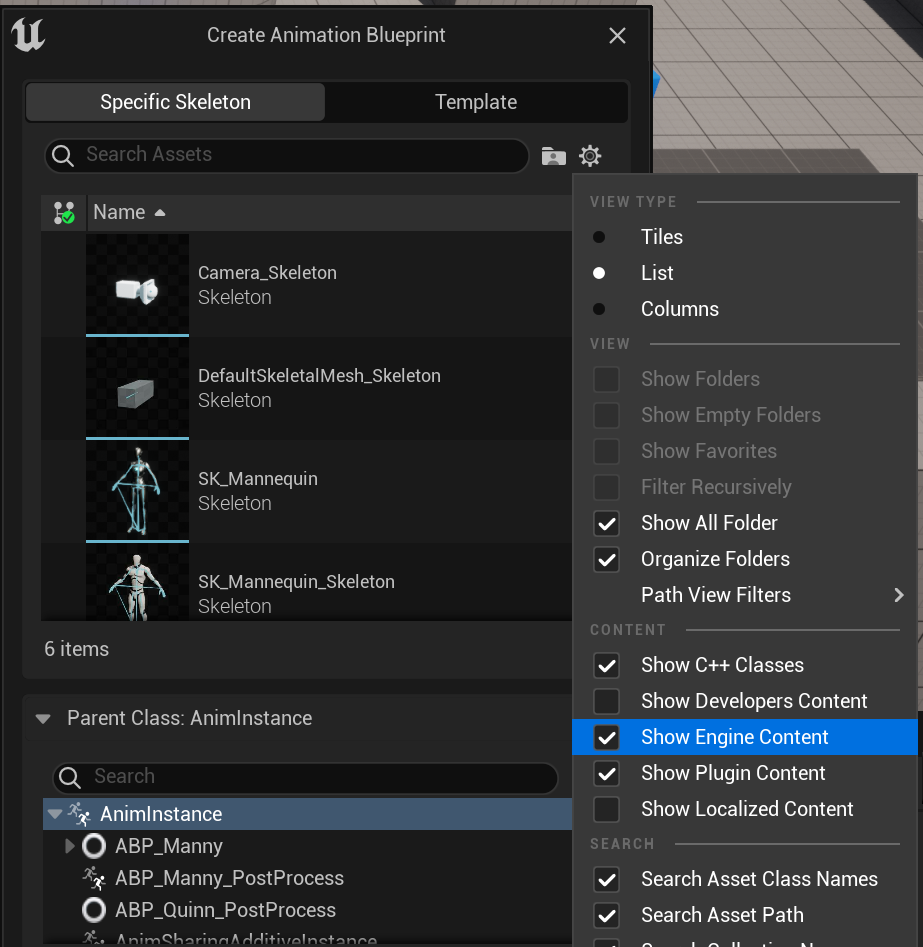 Create Animation Blueprint
Specific Skeleton
Template
Search Assets
Name
Camera_Skeleton
Skeleton
DefaultSkeletalMesh_Skeleton
Skeleton
SK_Mannequin
Skeleton
SK_Mannequin_Skeleton
Skeleton
6 items
Parent Class: AnimInstance
Search
AnimInstance
ABP_Manny
ABP_Manny_PostProcess
ABP_Quinn_PostProcess
AnimSharingAdditiveInstance
VIEW TYPE
Tiles
List
Columns
VIEW
Show Folders
Show Empty Folders
Show Favorites
Filter Recursively
Show All Folder
Organize Folders
Path View Filters
CONTENT
Show C++ Classes
Show Developers Content
Show Engine Content
Show Plugin Content
Show Localized Content
SEARCH
Search Asset Class Names
Search Asset Path
Search Collection